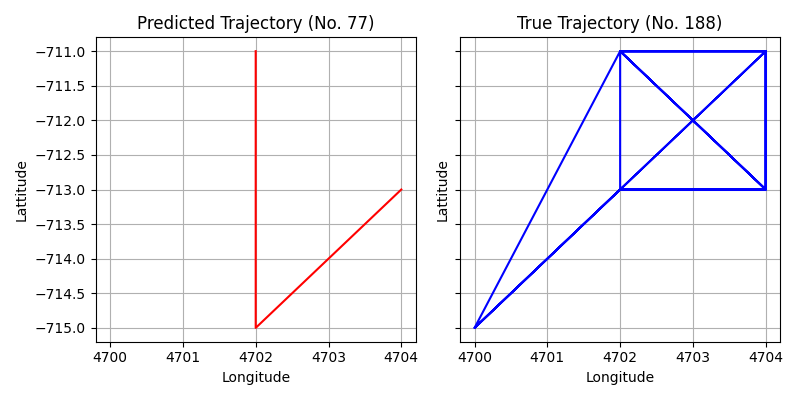 Predicted Trajectory (No. 77)
True Trajectory (No. 188)
−711.0
−711.5
−712.0
−712.5
−713.0
−713.5
−714.0
−714.5
−715.0
Lattitude
Lattitude
4700 4701 4702 4703 4704
4700 4701 4702 4703 4704
Longitude
Longitude